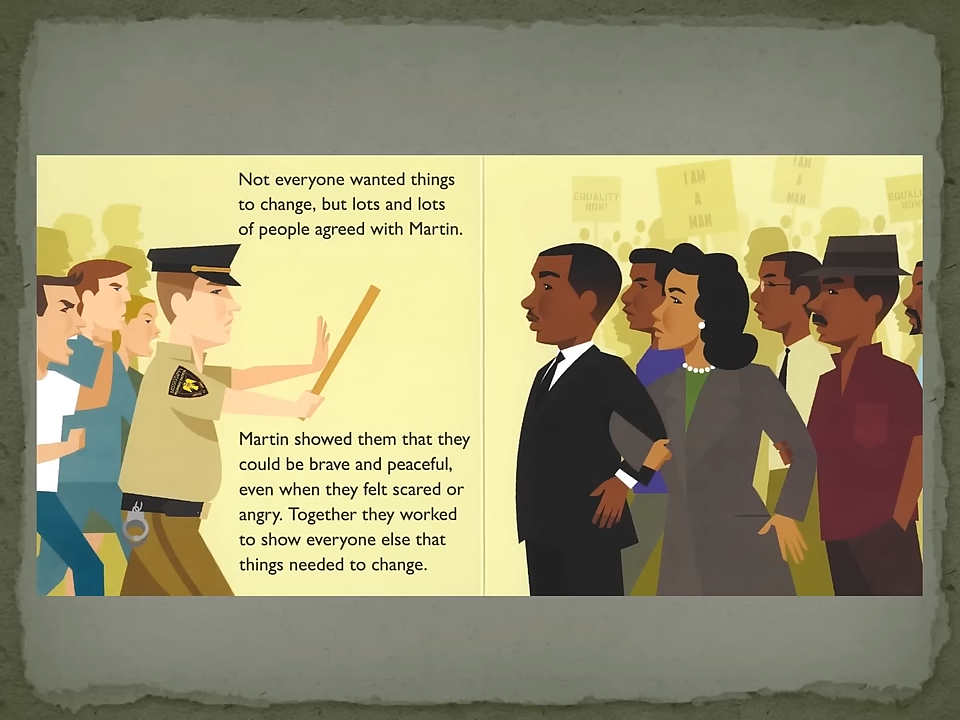 Not everyone wanted things
to change, but lots and lots
of people agreed with Martin.
Martin showed them that they
could be brave and peaceful,
even when they felt scared or
angry. Together they worked
to show everyone else that
things needed to change.
EQUALITY
NOW!
I AM
A
MAN
I AM
A
MAN
EQUALITY
NOW!